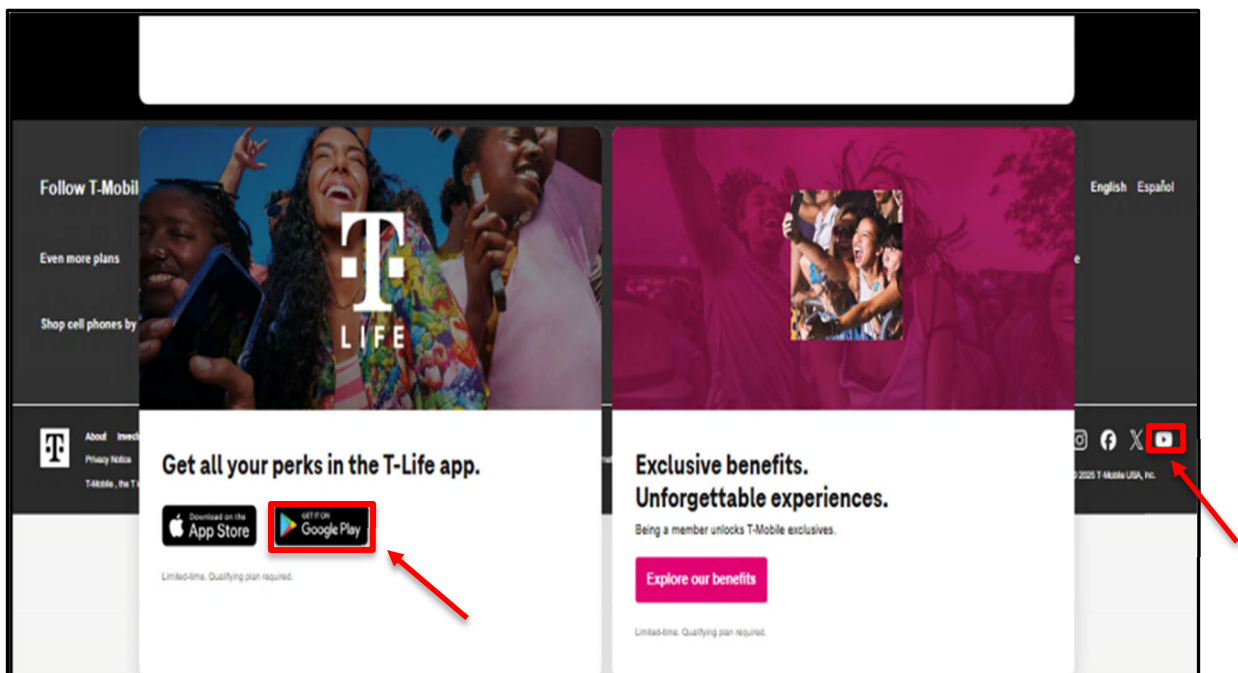 Follow T-Mobil
English Español
Even more plans
e
Shop cell phones by
T
LIFE
T
About Invest
Privacy Notice
T-Mobile , the T
Get all your perks in the T-Life app.
Download on the
App Store
GET IT ON
Google Play
Limited-time. Qualifying plan required.
Exclusive benefits.
Unforgettable experiences.
Being a member unlocks T-Mobile exclusives.
Explore our benefits
Limited-time. Qualifying plan required.
2025 T-Mobile USA, Inc.